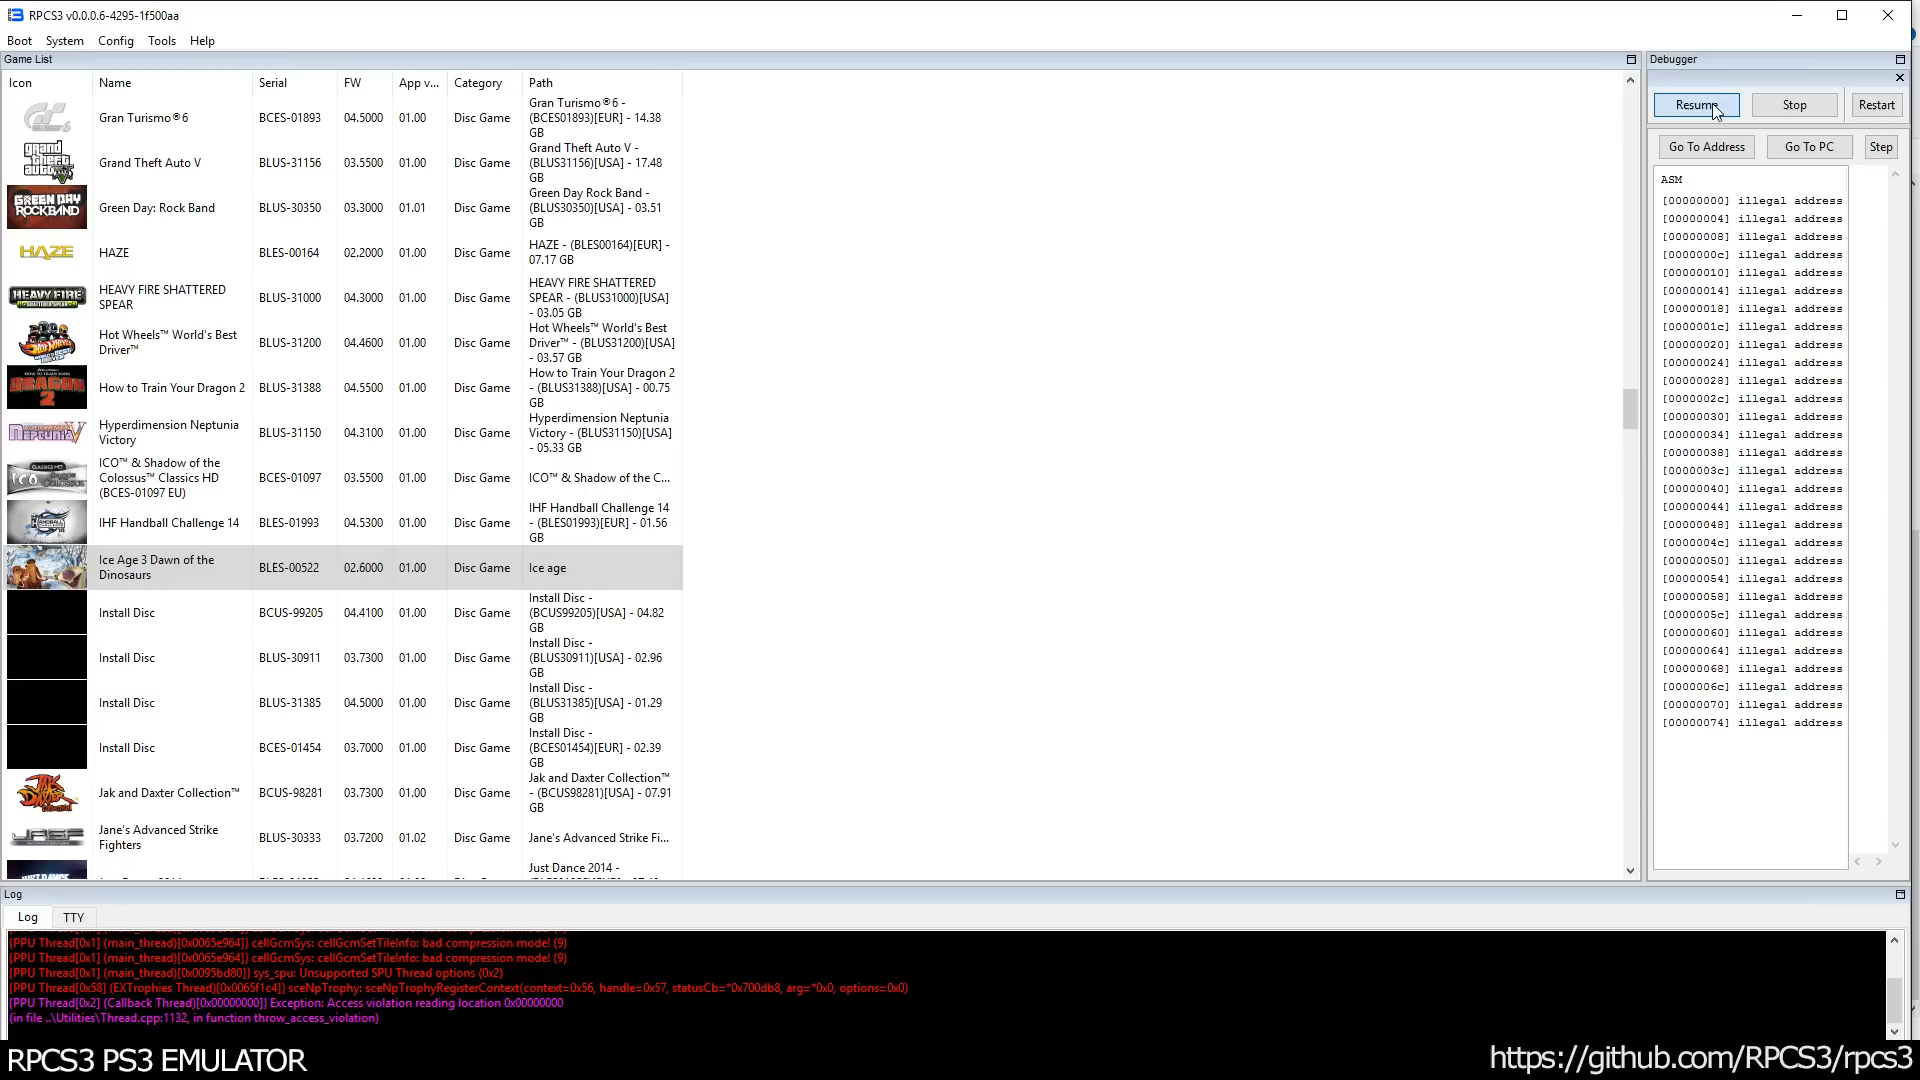 RPCS3 v0.0.0.6-4295-1f500aa
Boot System Config Tools Help
Game List
Icon Name Serial FW App v... Category Path
Gran Turismo®6 BCES-01893 04.5000 01.00 Disc Game Gran Turismo®6 -
(BCES01893)[EUR] - 14.38
GB
grand theft auto V
Grand Theft Auto V BLUS-31156 03.5500 01.00 Disc Game Grand Theft Auto V -
(BLUS31156)[USA] - 17.48
GB
GREEN DAY
ROCKBAND
Green Day: Rock Band BLUS-30350 03.3000 01.01 Disc Game Green Day Rock Band -
(BLUS30350)[USA] - 03.51
GB
HAZE
HAZE BLES-00164 02.2000 01.00 Disc Game HAZE - (BLES00164)[EUR] -
07.17 GB
HEAVY FIRE
HEAVY FIRE SHATTERED
SPEAR BLUS-31000 04.3000 01.00 Disc Game HEAVY FIRE SHATTERED
SPEAR - (BLUS31000)[USA]
- 03.05 GB
Hot Wheels™ World's Best
Driver™ BLUS-31200 04.4600 01.00 Disc Game Hot Wheels™ World's Best
Driver™ - (BLUS31200)[USA]
- 03.57 GB
DRAGON
2
How to Train Your Dragon 2 BLUS-31388 04.5500 01.00 Disc Game How to Train Your Dragon 2
- (BLUS31388)[USA] - 00.75
GB
Hyperdimension Neptunia
Victory BLUS-31150 04.3100 01.00 Disc Game Hyperdimension Neptunia
Victory - (BLUS31150)[USA]
- 05.33 GB
ICO™ & Shadow of the
Colossus™ Classics HD
(BCES-01097 EU) BCES-01097 03.5500 01.00 Disc Game ICO™ & Shadow of the C...
IHF Handball Challenge 14 BLES-01993 04.5300 01.00 Disc Game IHF Handball Challenge 14
- (BLES01993)[EUR] - 01.56
GB
Ice Age 3 Dawn of the
Dinosaurs BLES-00522 02.6000 01.00 Disc Game Ice age
Install Disc BCUS-99205 04.4100 01.00 Disc Game Install Disc -
(BCUS99205)[USA] - 04.82
GB
Install Disc BLUS-30911 03.7300 01.00 Disc Game Install Disc -
(BLUS30911)[USA] - 02.96
GB
Install Disc BLUS-31385 04.5000 01.00 Disc Game Install Disc -
(BLUS31385)[USA] - 01.29
GB
Install Disc BCES-01454 03.7000 01.00 Disc Game Install Disc -
(BCES01454)[EUR] - 02.39
GB
Jak and Daxter Collection™ BCUS-98281 03.7300 01.00 Disc Game Jak and Daxter Collection™
- (BCUS98281)[USA] - 07.91
GB
JASF
Jane's Advanced Strike
Fighters BLUS-30333 03.7200 01.02 Disc Game Jane's Advanced Strike Fi...
Just Dance 2014 -
Debugger
Resume Stop Restart
Go To Address Go To PC Step
ASM
[00000000] illegal address
[00000004] illegal address
[00000008] illegal address
[0000000c] illegal address
[00000010] illegal address
[00000014] illegal address
[00000018] illegal address
[0000001c] illegal address
[00000020] illegal address
[00000024] illegal address
[00000028] illegal address
[0000002c] illegal address
[00000030] illegal address
[00000034] illegal address
[00000038] illegal address
[0000003c] illegal address
[00000040] illegal address
[00000044] illegal address
[00000048] illegal address
[0000004c] illegal address
[00000050] illegal address
[00000054] illegal address
[00000058] illegal address
[0000005c] illegal address
[00000060] illegal address
[00000064] illegal address
[00000068] illegal address
[0000006c] illegal address
[00000070] illegal address
[00000074] illegal address
Log
Log TTY
{PPU Thread[0x1] (main_thread)[0x0065e964]} cellGcmSys: cellGcmSetTileInfo: bad compression mode! (9)
{PPU Thread[0x1] (main_thread)[0x0065e964]} cellGcmSys: cellGcmSetTileInfo: bad compression mode! (9)
{PPU Thread[0x1] (main_thread)[0x0095bd80]} sys_spu: Unsupported SPU Thread options (0x2)
{PPU Thread[0x58] (EXTrophies Thread)[0x0065f1c4]} sceNpTrophy: sceNpTrophyRegisterContext(context=0x56, handle=0x57, statusCb=*0x700db8, arg=*0x0, options=0x0)
{PPU Thread[0x2] (Callback Thread)[0x00000000]} Exception: Access violation reading location 0x00000000
(in file ..\Utilities\Thread.cpp:1132, in function throw_access_violation)
RPCS3 PS3 EMULATOR
https://github.com/RPCS3/rpcs3